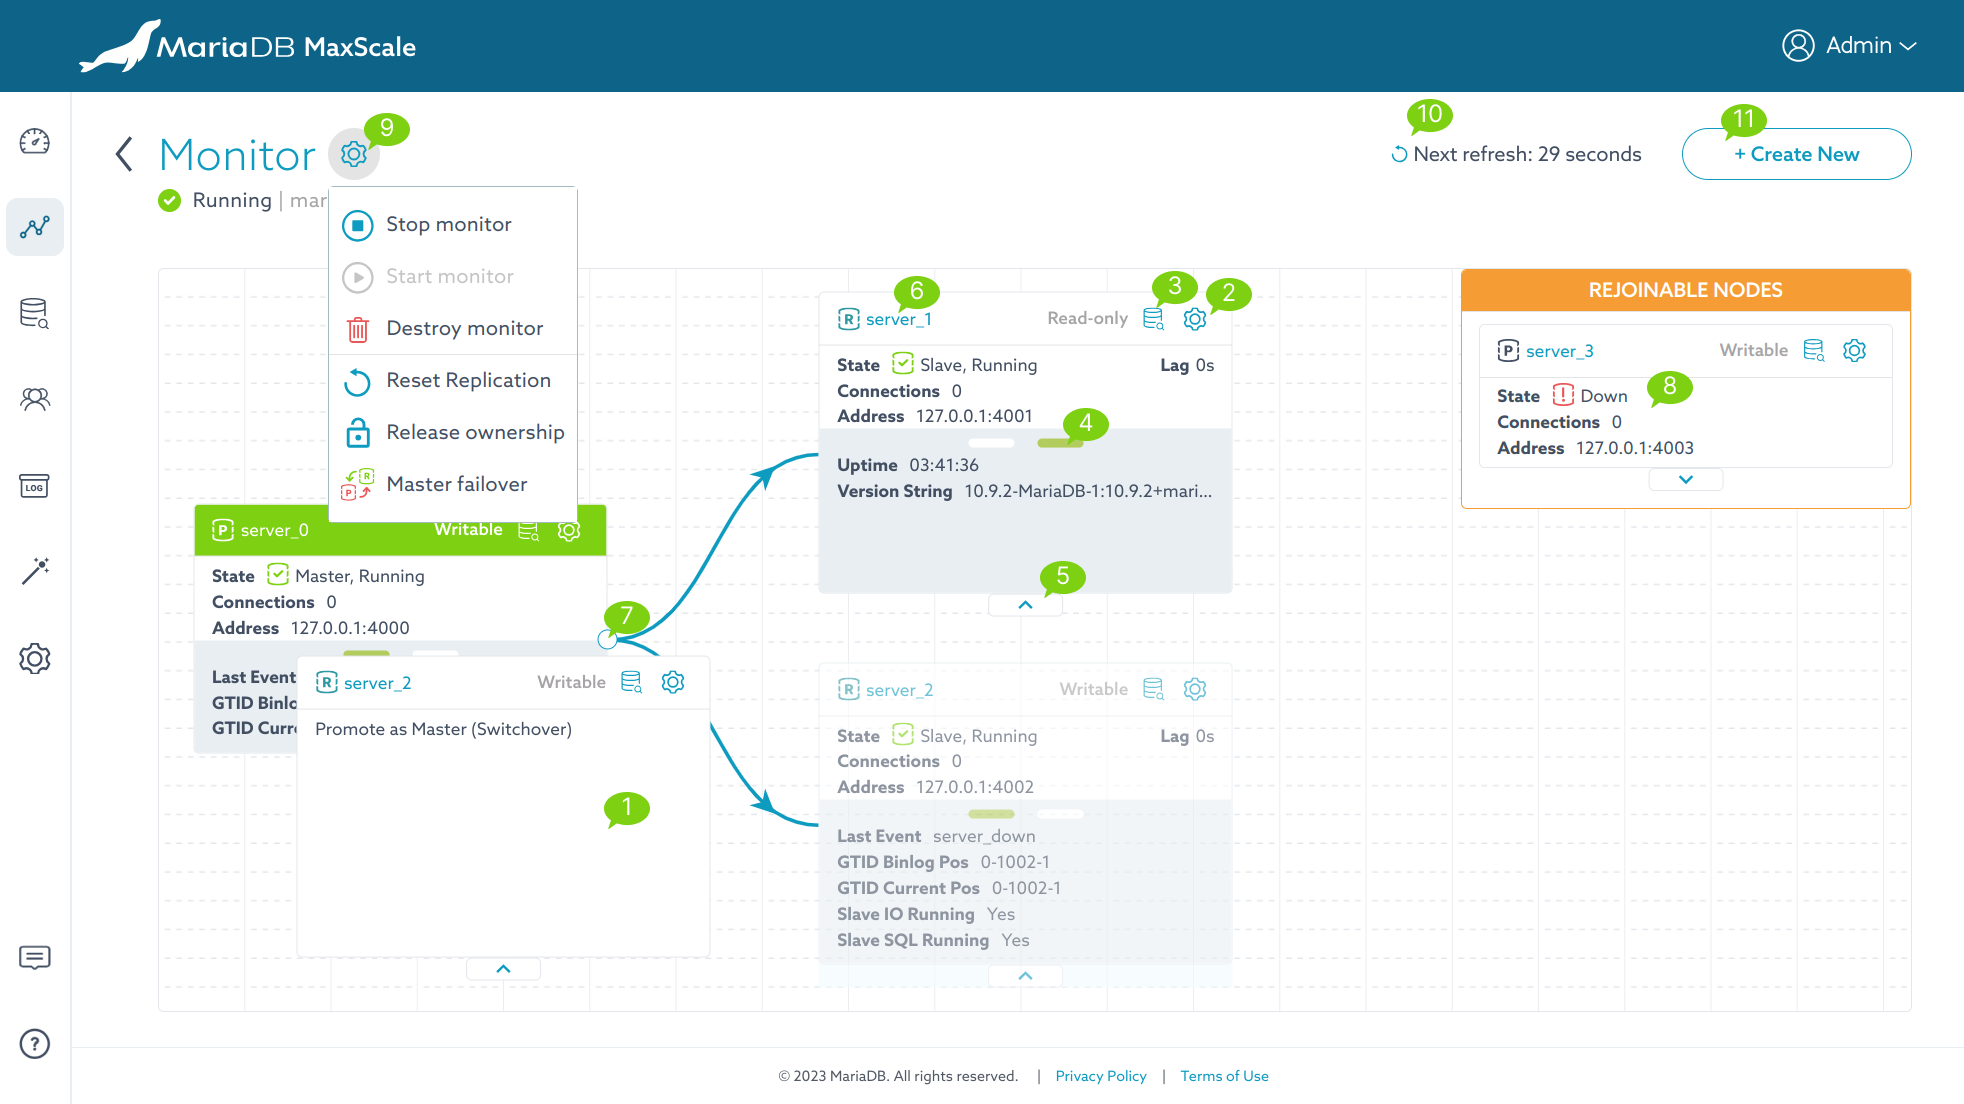 MariaDB MaxScale
Admin
Monitor
9
10
Next refresh: 29 seconds
11
+ Create New
Running | mar
Stop monitor
Start monitor
Destroy monitor
Reset Replication
Release ownership
Master failover
LOG
P server_0 Writable
State Master, Running
Connections 0
Address 127.0.0.1:4000
7
Last Event
GTID Binlo
GTID Curr
R server_2 Writable
Promote as Master (Switchover)
1
6
3
2
R server_1 Read-only
State Slave, Running Lag 0s
Connections 0
Address 127.0.0.1:4001
4
Uptime 03:41:36
Version String 10.9.2-MariaDB-1:10.9.2+mari...
5
R server_2 Writable
State Slave, Running Lag 0s
Connections 0
Address 127.0.0.1:4002
Last Event server_down
GTID Binlog Pos 0-1002-1
GTID Current Pos 0-1002-1
Slave IO Running Yes
Slave SQL Running Yes
REJOINABLE NODES
P server_3 Writable
State Down
8
Connections 0
Address 127.0.0.1:4003
© 2023 MariaDB. All rights reserved. | Privacy Policy | Terms of Use